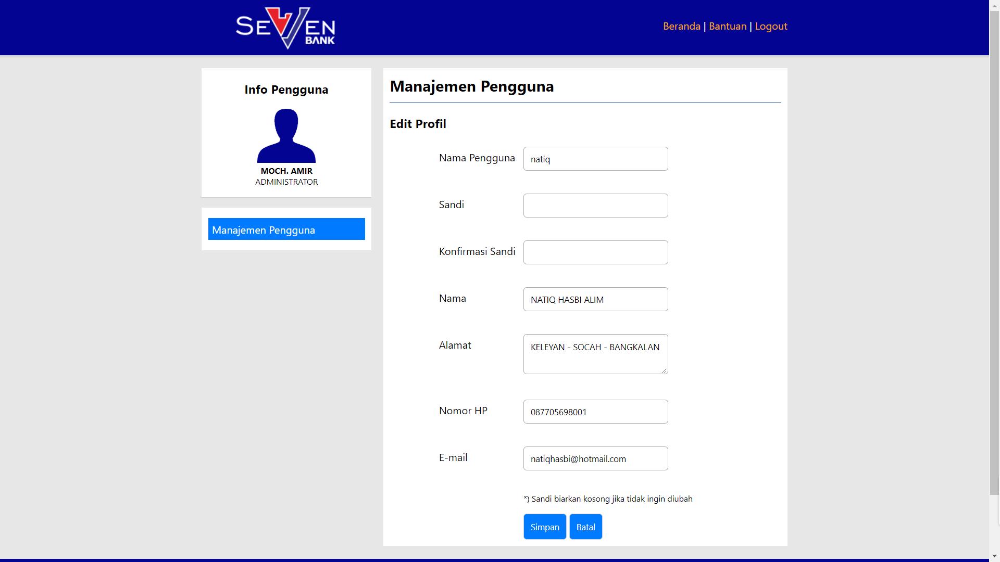 SEVEN
BANK
Beranda | Bantuan | Logout
Info Pengguna
MOCH. AMIR
ADMINISTRATOR
Manajemen Pengguna
Manajemen Pengguna
Edit Profil
Nama Pengguna natiq
Sandi
Konfirmasi Sandi
Nama NATIQ HASBI ALIM
Alamat KELEYAN - SOCAH - BANGKALAN
Nomor HP 087705698001
E-mail natiqhasbi@hotmail.com
*) Sandi biarkan kosong jika tidak ingin diubah
Simpan Batal